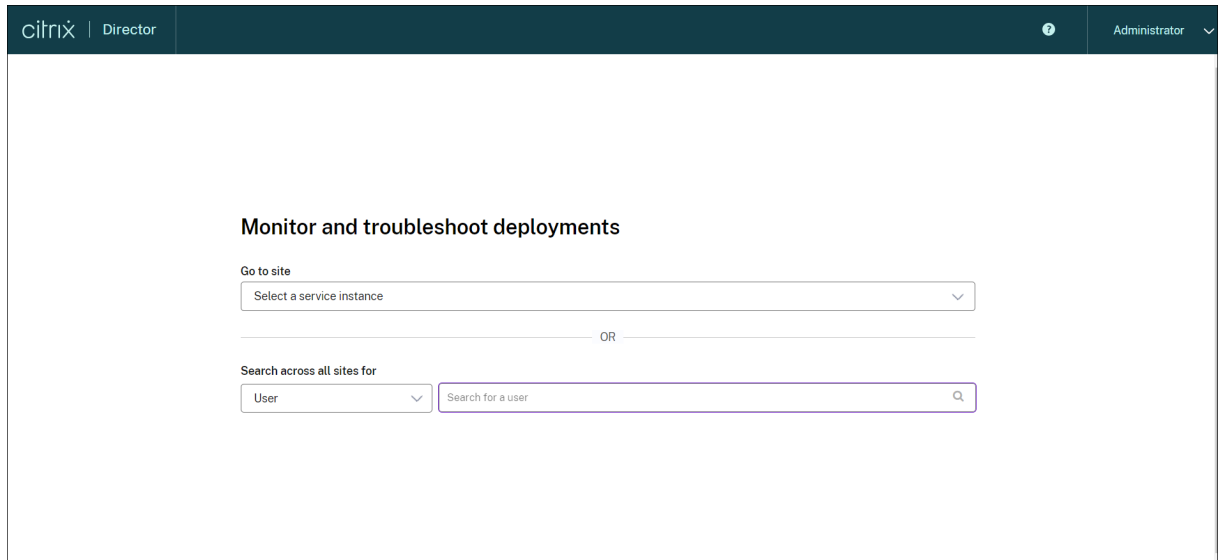 citrix | Director
?
Administrator
Monitor and troubleshoot deployments
Go to site
Select a service instance
OR
Search across all sites for
User
Search for a user